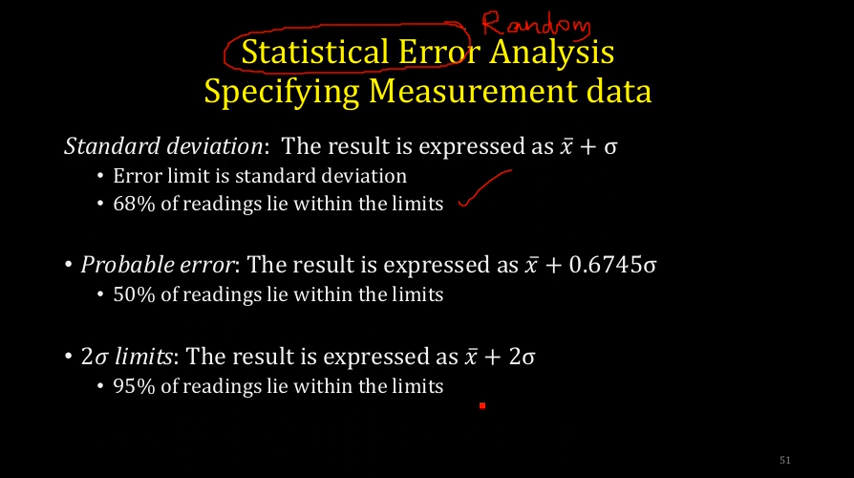 Random
Statistical Error Analysis
Specifying Measurement data
Standard deviation: The result is expressed as x̄ + σ
• Error limit is standard deviation
• 68% of readings lie within the limits
• Probable error: The result is expressed as x̄ + 0.6745σ
• 50% of readings lie within the limits
• 2σ limits: The result is expressed as x̄ + 2σ
• 95% of readings lie within the limits
51